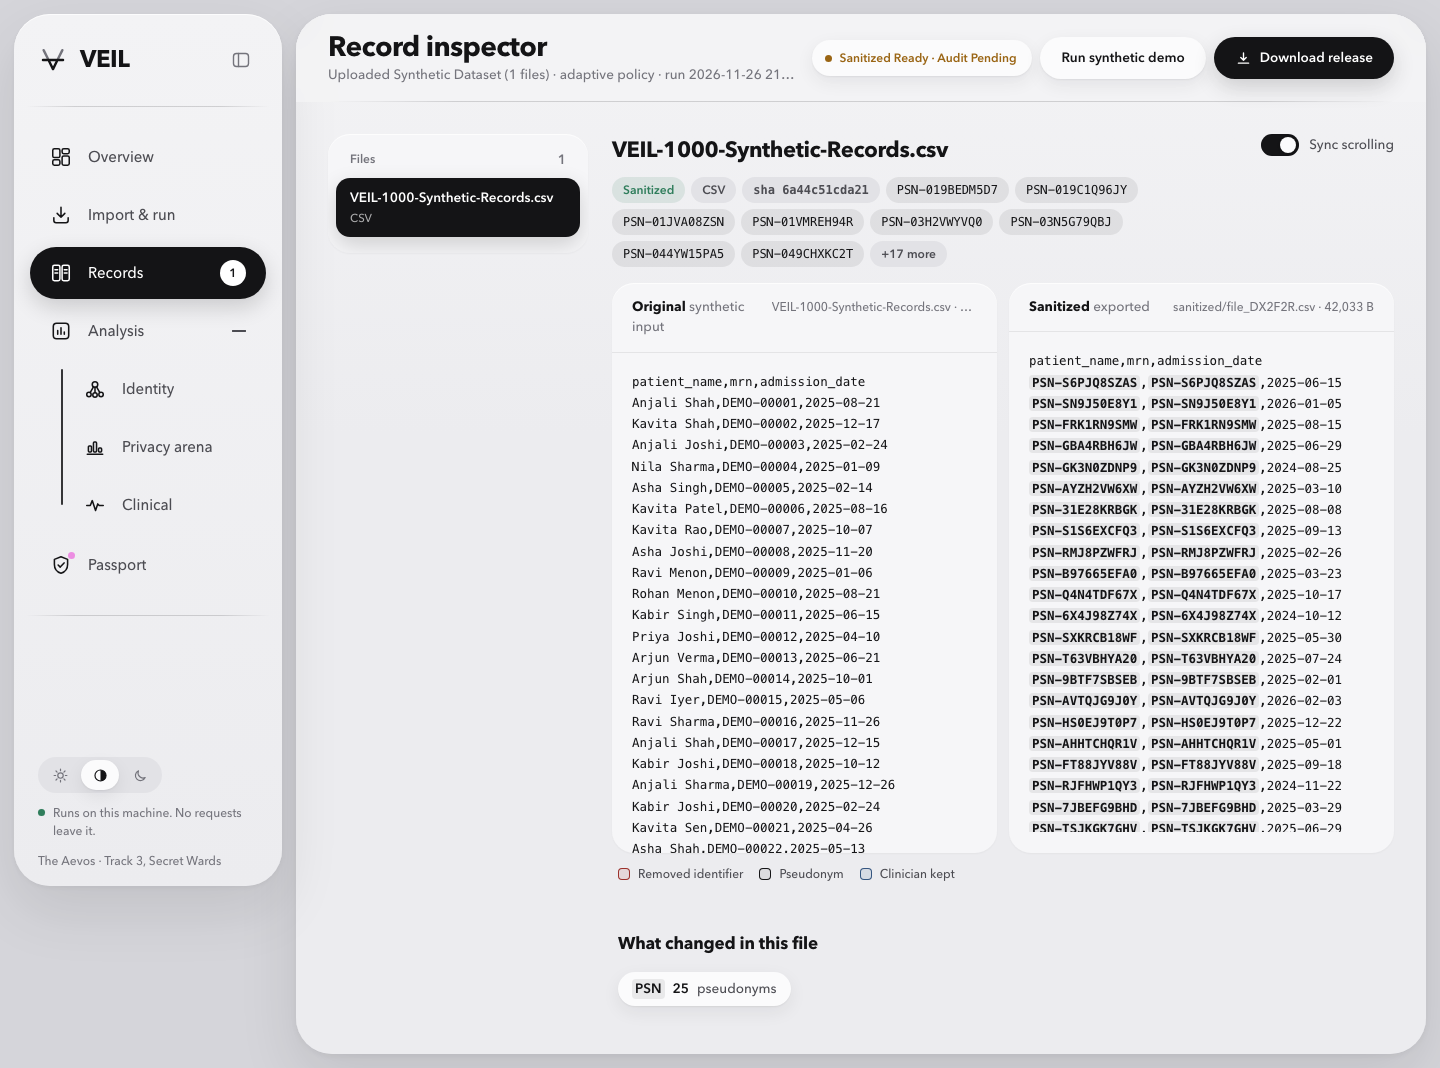 VEIL
Overview
Import & run
Records 1
Analysis
Identity
Privacy arena
Clinical
Passport
Runs on this machine. No requests
leave it.
The Aevos · Track 3, Secret Wards
Record inspector
Uploaded Synthetic Dataset (1 files) · adaptive policy · run 2026-11-26 21…
Sanitized Ready · Audit Pending
Run synthetic demo
Download release
Files 1
VEIL-1000-Synthetic-Records.csv
CSV
VEIL-1000-Synthetic-Records.csv
Sync scrolling
Sanitized CSV sha 6a44c51cda21 PSN-019BEDM5D7 PSN-019C1Q96JY
PSN-01JVA08ZSN PSN-01VMREH94R PSN-03H2VWYVQ0 PSN-03N5G79QBJ
PSN-044YW15PA5 PSN-049CHXKC2T +17 more
Original synthetic
input
VEIL-1000-Synthetic-Records.csv · …
patient_name,mrn,admission_date
Anjali Shah,DEMO-00001,2025-08-21
Kavita Shah,DEMO-00002,2025-12-17
Anjali Joshi,DEMO-00003,2025-02-24
Nila Sharma,DEMO-00004,2025-01-09
Asha Singh,DEMO-00005,2025-02-14
Kavita Patel,DEMO-00006,2025-08-16
Kavita Rao,DEMO-00007,2025-10-07
Asha Joshi,DEMO-00008,2025-11-20
Ravi Menon,DEMO-00009,2025-01-06
Rohan Menon,DEMO-00010,2025-08-21
Kabir Singh,DEMO-00011,2025-06-15
Priya Joshi,DEMO-00012,2025-04-10
Arjun Verma,DEMO-00013,2025-06-21
Arjun Shah,DEMO-00014,2025-10-01
Ravi Iyer,DEMO-00015,2025-05-06
Ravi Sharma,DEMO-00016,2025-11-26
Anjali Shah,DEMO-00017,2025-12-15
Kabir Joshi,DEMO-00018,2025-10-12
Anjali Sharma,DEMO-00019,2025-12-26
Kabir Joshi,DEMO-00020,2025-02-24
Kavita Sen,DEMO-00021,2025-04-26
Asha Shah,DEMO-00022,2025-05-13
Sanitized exported
sanitized/file_DX2F2R.csv · 42,033 B
patient_name,mrn,admission_date
PSN-S6PJQ8SZAS,PSN-S6PJQ8SZAS,2025-06-15
PSN-SN9J50E8Y1,PSN-SN9J50E8Y1,2026-01-05
PSN-FRK1RN9SMW,PSN-FRK1RN9SMW,2025-08-15
PSN-GBA4RBH6JW,PSN-GBA4RBH6JW,2025-06-29
PSN-GK3N0ZDNP9,PSN-GK3N0ZDNP9,2024-08-25
PSN-AYZH2VW6XW,PSN-AYZH2VW6XW,2025-03-10
PSN-31E28KRBGK,PSN-31E28KRBGK,2025-08-08
PSN-S1S6EXCFQ3,PSN-S1S6EXCFQ3,2025-09-13
PSN-RMJ8PZWFRJ,PSN-RMJ8PZWFRJ,2025-02-26
PSN-B97665EFA0,PSN-B97665EFA0,2025-03-23
PSN-Q4N4TDF67X,PSN-Q4N4TDF67X,2025-10-17
PSN-6X4J98Z74X,PSN-6X4J98Z74X,2024-10-12
PSN-SXKRCB18WF,PSN-SXKRCB18WF,2025-05-30
PSN-T63VBHYA20,PSN-T63VBHYA20,2025-07-24
PSN-9BTF7SBSEB,PSN-9BTF7SBSEB,2025-02-01
PSN-AVTQJG9J0Y,PSN-AVTQJG9J0Y,2026-02-03
PSN-HS0EJ9T0P7,PSN-HS0EJ9T0P7,2025-12-22
PSN-AHHTCHQR1V,PSN-AHHTCHQR1V,2025-05-01
PSN-FT88JYV88V,PSN-FT88JYV88V,2025-09-18
PSN-RJFHWP1QY3,PSN-RJFHWP1QY3,2024-11-22
PSN-7JBEFG9BHD,PSN-7JBEFG9BHD,2025-03-29
PSN-TSJKGK7GHV,PSN-TSJKGK7GHV,2025-06-29
Removed identifier Pseudonym Clinician kept
What changed in this file
PSN 25 pseudonyms